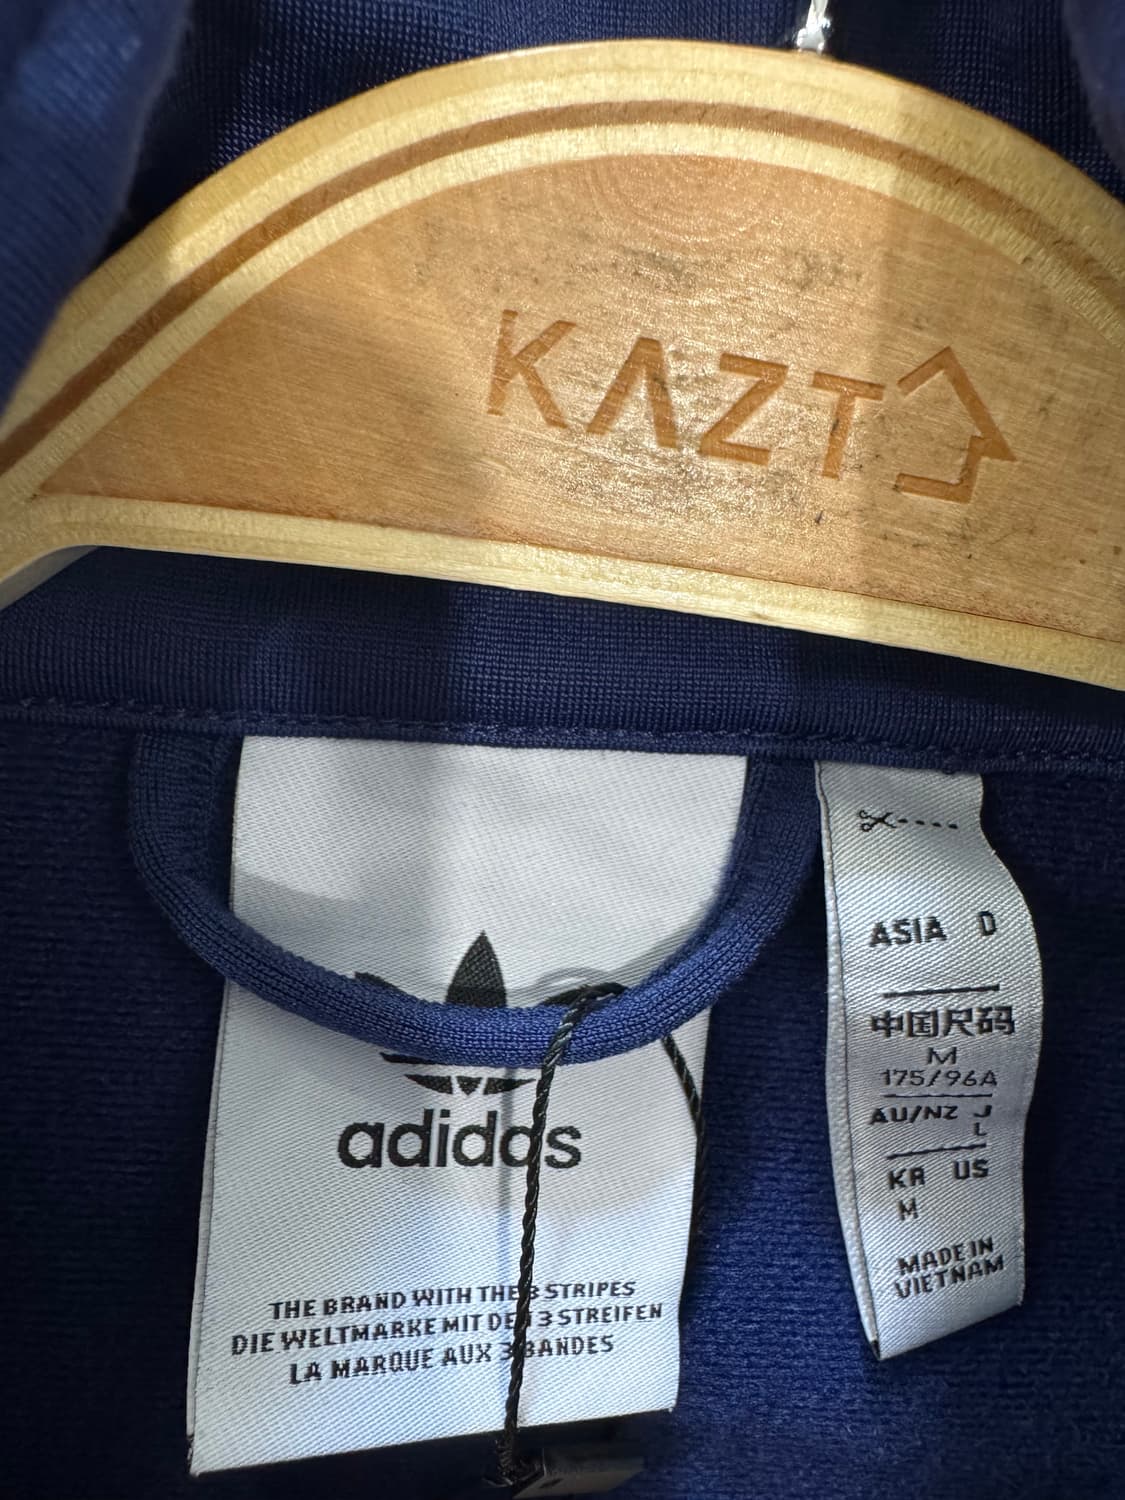 KAZT
adidas
THE BRAND WITH THE 3 STRIPES
DIE WELTMARKE MIT DEN 3 STREIFEN
LA MARQUE AUX 3 BANDES
ASIA D
中国尺码
M
175/96A
AU/NZ J
L
KR US
M
MADE IN
VIETNAM